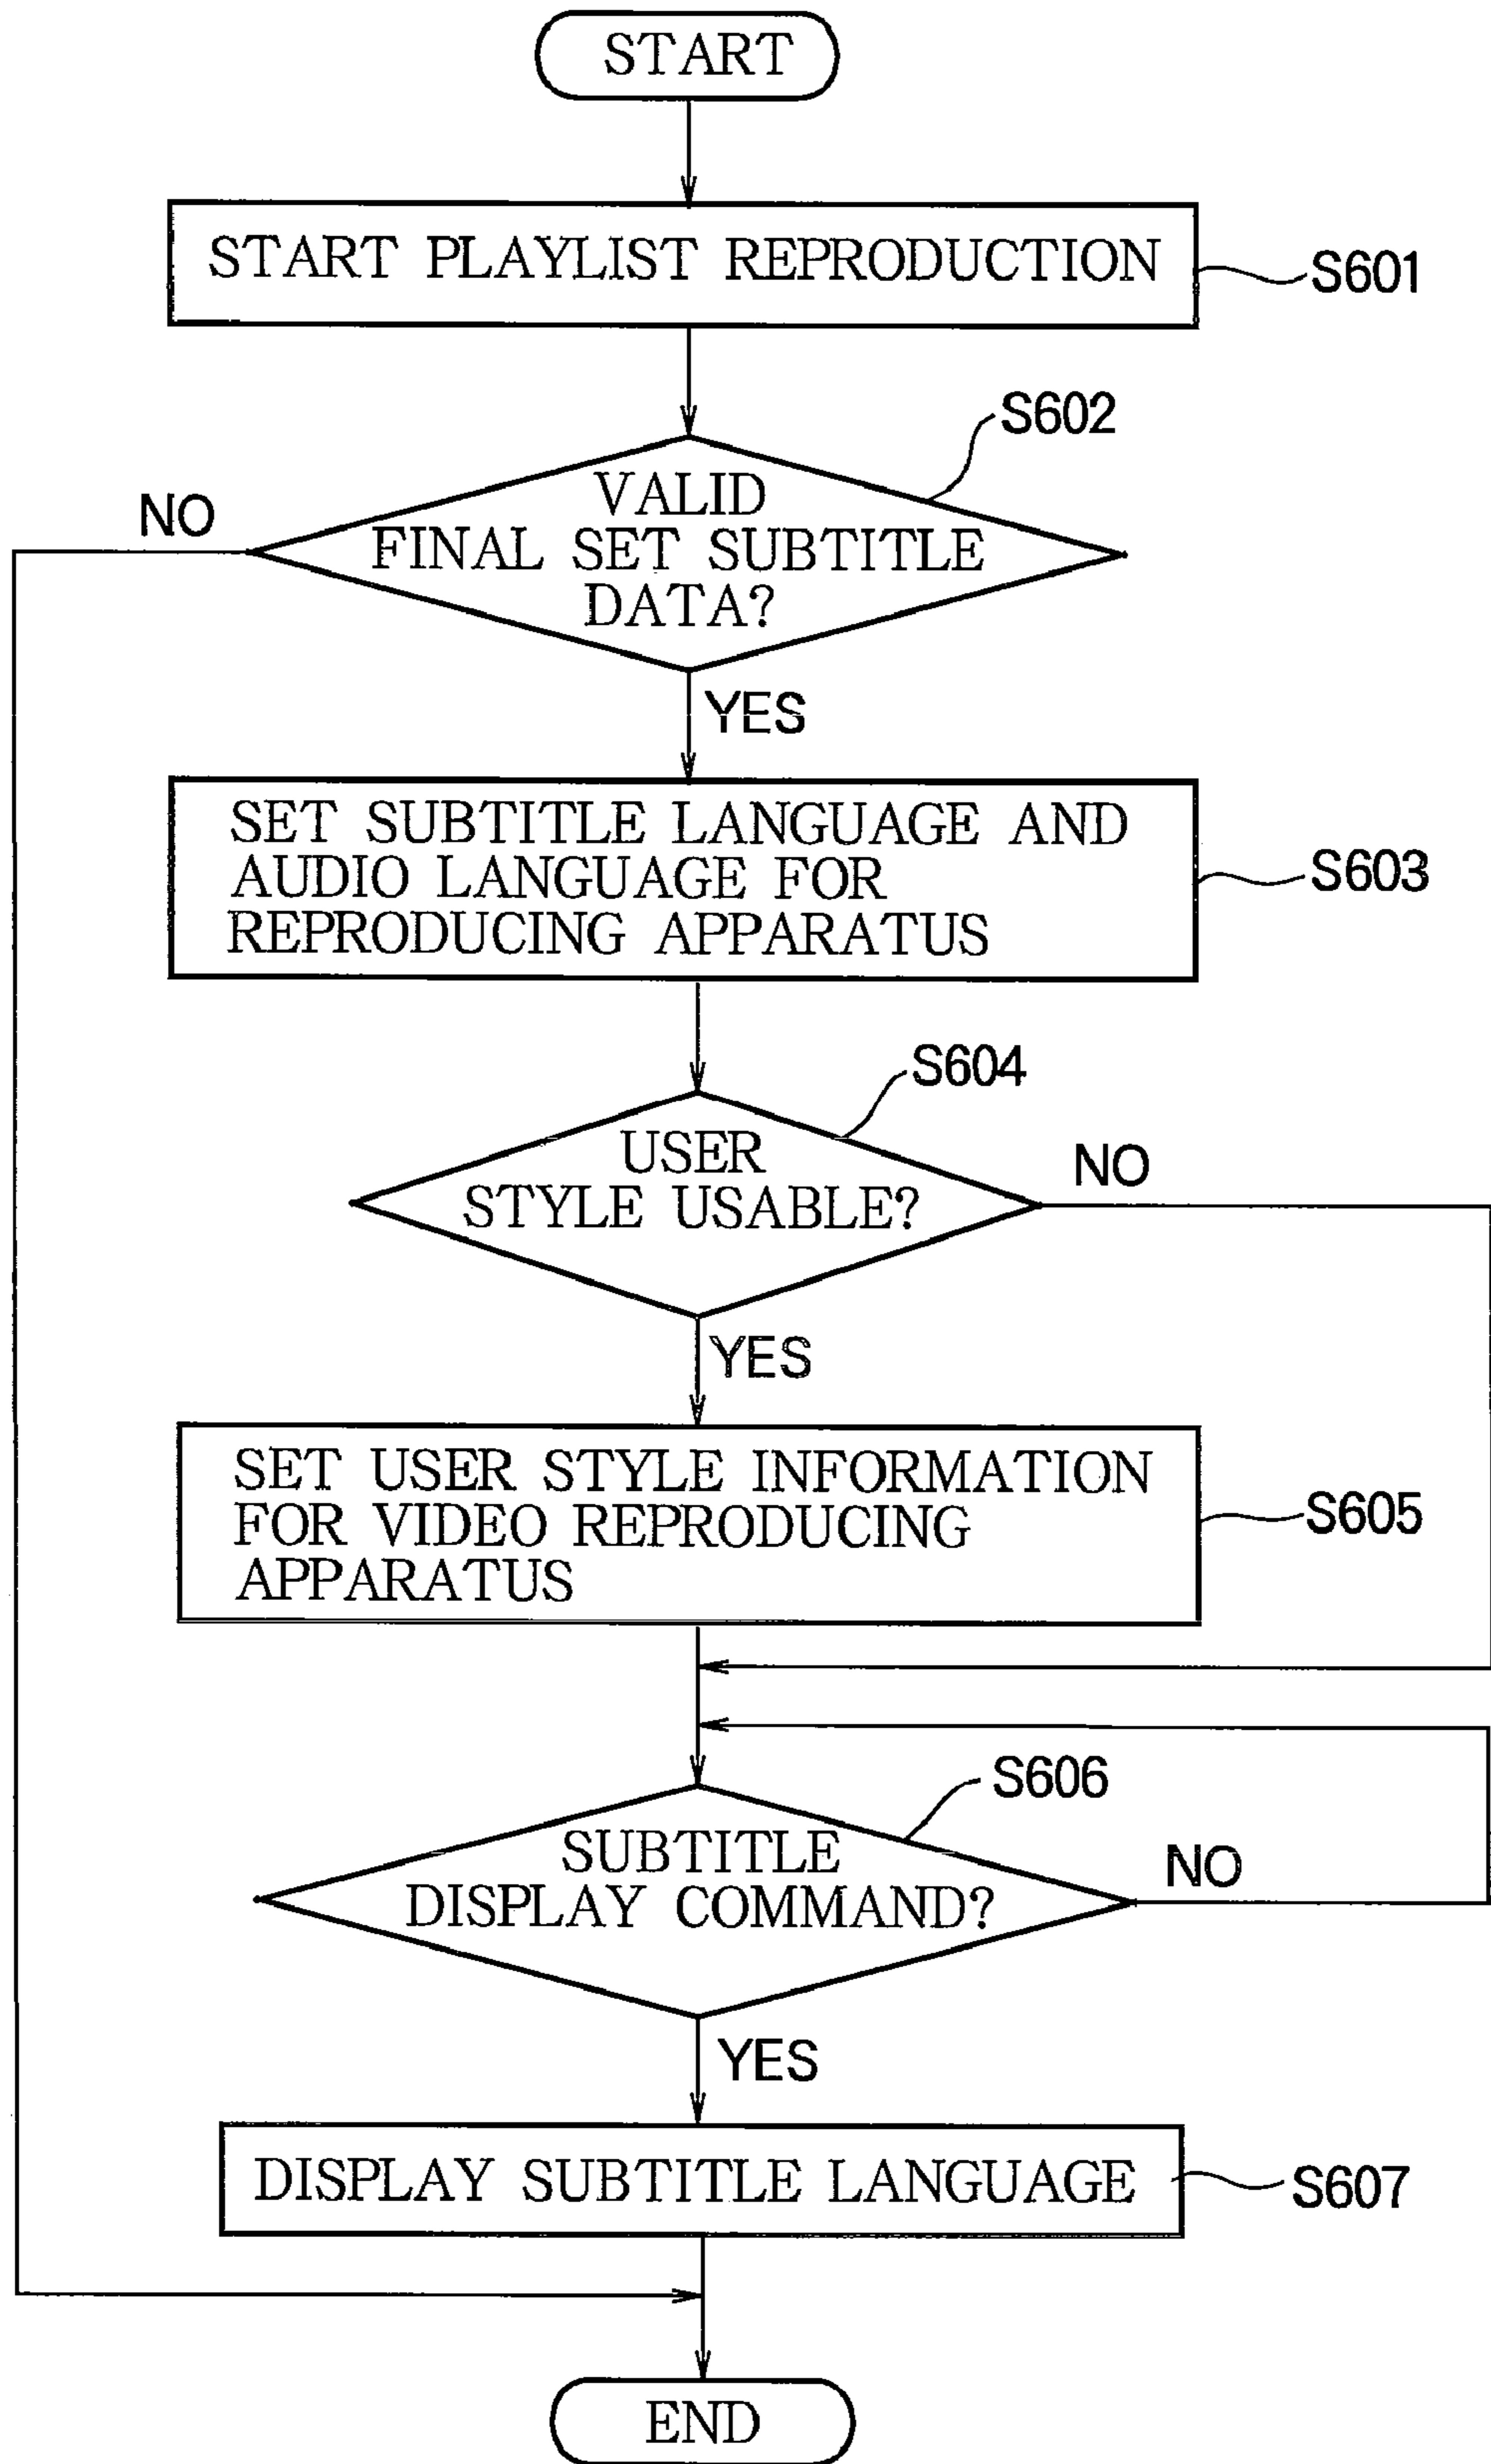 START
START PLAYLIST REPRODUCTION
S601
S602
NO
VALID
FINAL SET SUBTITLE
DATA?
YES
SET SUBTITLE LANGUAGE AND
AUDIO LANGUAGE FOR
REPRODUCING APPARATUS
S603
S604
USER
STYLE USABLE?
NO
YES
SET USER STYLE INFORMATION
FOR VIDEO REPRODUCING
APPARATUS
S605
S606
SUBTITLE
DISPLAY COMMAND?
NO
YES
DISPLAY SUBTITLE LANGUAGE
S607
END